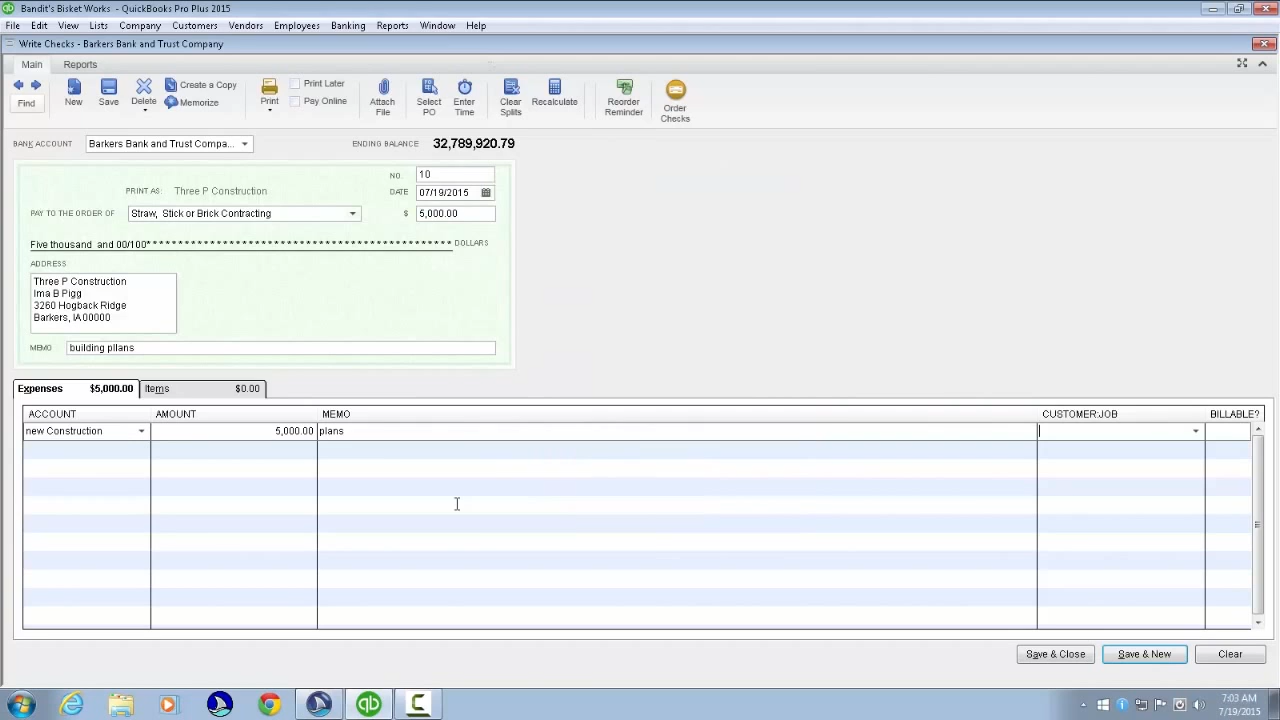 Bandit's Bisket Works - QuickBooks Pro Plus 2015
File Edit View Lists Company Customers Vendors Employees Banking Reports Window Help
Write Checks - Barkers Bank and Trust Company
Main Reports
Find New Save Delete Create a Copy Memorize Print Print Later Pay Online Attach File Select PO Enter Time Clear Splits Recalculate Reorder Reminder Order Checks
BANK ACCOUNT Barkers Bank and Trust Compa... ENDING BALANCE 32,789,920.79
NO. 10
PRINT AS: Three P Construction DATE 07/19/2015
PAY TO THE ORDER OF Straw, Stick or Brick Contracting $ 5,000.00
Five thousand and 00/100* * * * * * * * * * * * * * * * * * * * * * * * * * * * * * * * * * * * * * * * * * * * * * * DOLLARS
ADDRESS
Three P Construction
Ima B Pigg
3260 Hogback Ridge
Barkers, IA 00000
MEMO building pllans
Expenses $5,000.00 Items $0.00
ACCOUNT AMOUNT MEMO CUSTOMER:JOB BILLABLE?
new Construction 5,000.00 plans
Save & Close Save & New Clear
7:03 AM
7/19/2015